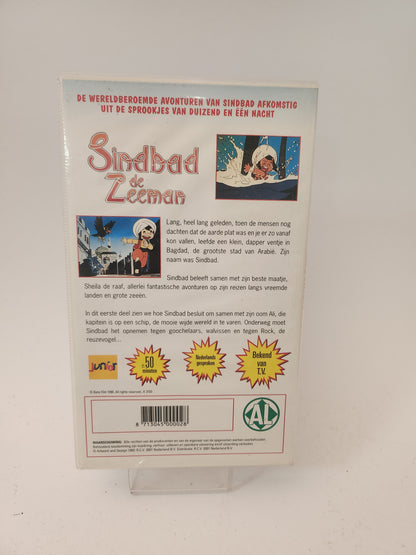 DE WERELDBEROEMDE AVONTUREN VAN SINDBAD AFKOMSTIG
UIT DE SPROOKJES VAN DUIZEND EN EÈN NACHT
Sindbad
de
Zeeman
Lang, heel lang geleden, toen de mensen nog
dachten dat de aarde plat was en je er zo vanaf
kon vallen, leefde een klein, dapper ventje in
Bagdad, de grootste stad van Arabië. Zijn
naam was Sindbad.
Sindbad beleeft samen met zijn beste maatje,
Sheila de raaf, allerlei fantastische avonturen op zijn reizen langs vreemde
landen en grote zeeën.
In dit eerste deel zien we hoe Sindbad besluit om samen met zijn oom Ali, die
kapitein is op een schip, de mooie wijde wereld in te varen. Onderweg moet
Sindbad het opnemen tegen goochelaars, walvissen en tegen Rock, de
reuzevogel...
junior
± 50
minuten
Nederlands
gesproken
Bekend
van
T.V.
8 713045 000028
AL
WAARSCHUWING: